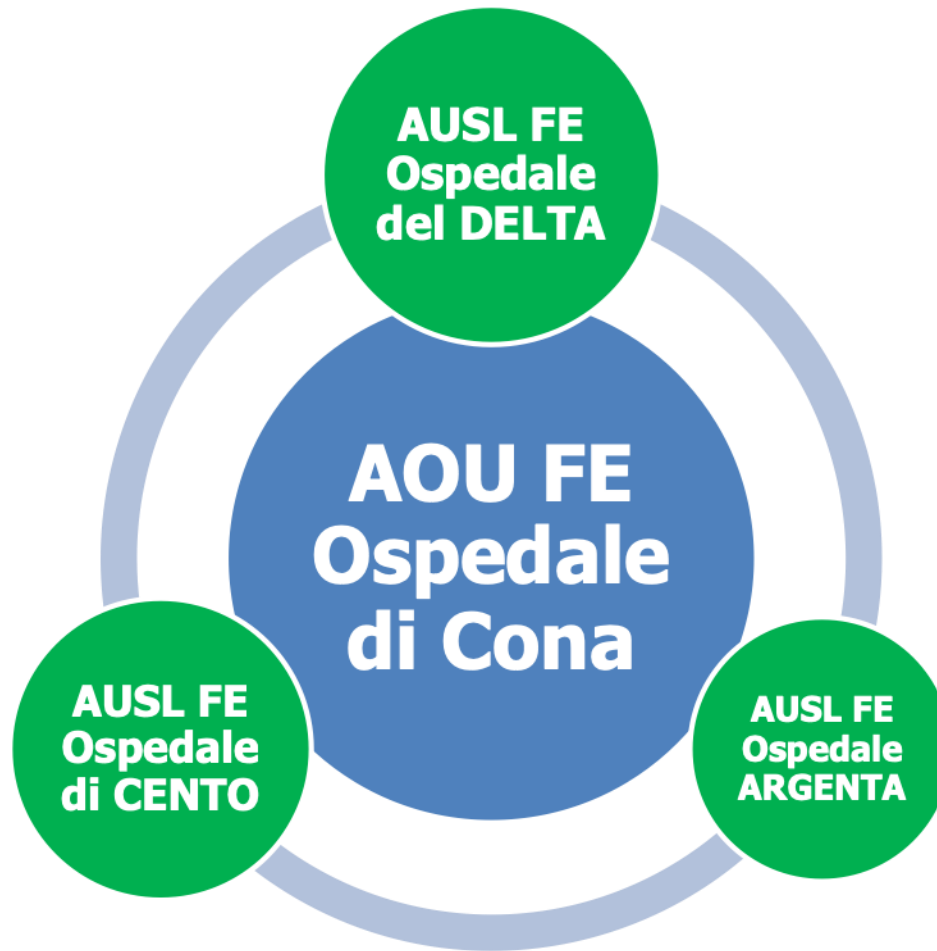 AUSL FE
Ospedale
del DELTA
AOU FE
Ospedale
di Cona
AUSL FE
Ospedale
di CENTO
AUSL FE
Ospedale
ARGENTA